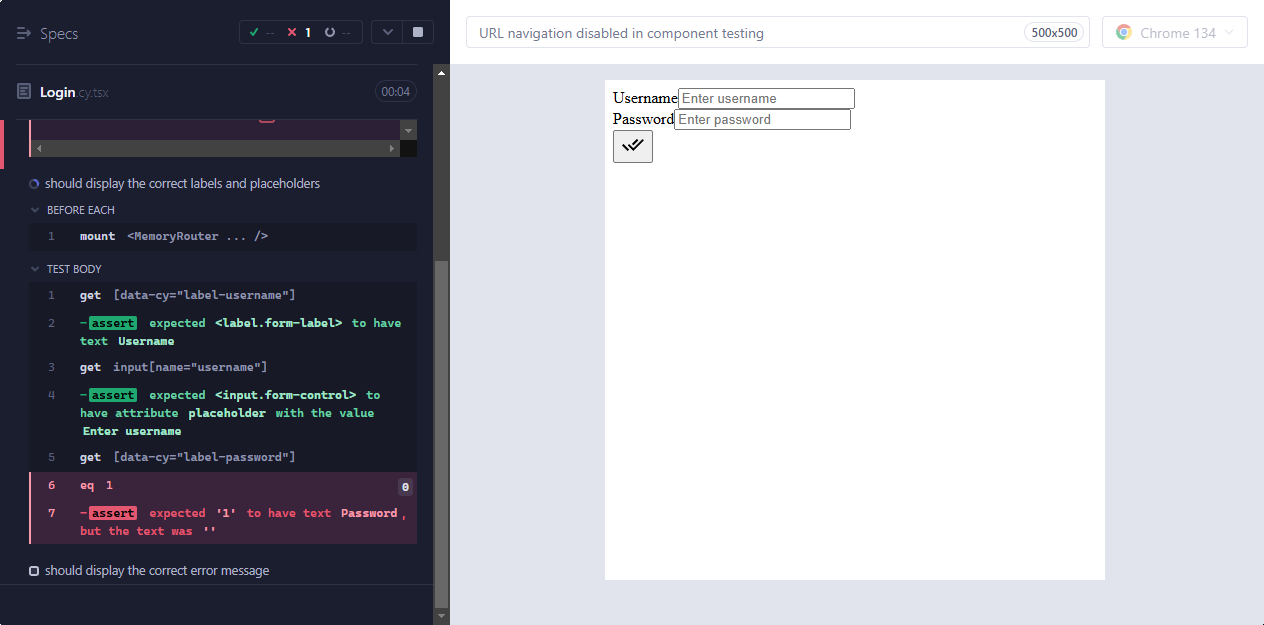 Specs
-- 1 --
URL navigation disabled in component testing
500x500
Chrome 134
Login.cy.tsx
00:04
should display the correct labels and placeholders
BEFORE EACH
1 mount <MemoryRouter ... />
TEST BODY
1 get [data-cy="label-username"]
2 -assert expected <label.form-label> to have
text Username
3 get input[name="username"]
4 -assert expected <input.form-control> to
have attribute placeholder with the value
Enter username
5 get [data-cy="label-password"]
6 eq 1 0
7 -assert expected '1' to have text Password,
but the text was ''
should display the correct error message
Username Enter username
Password Enter password